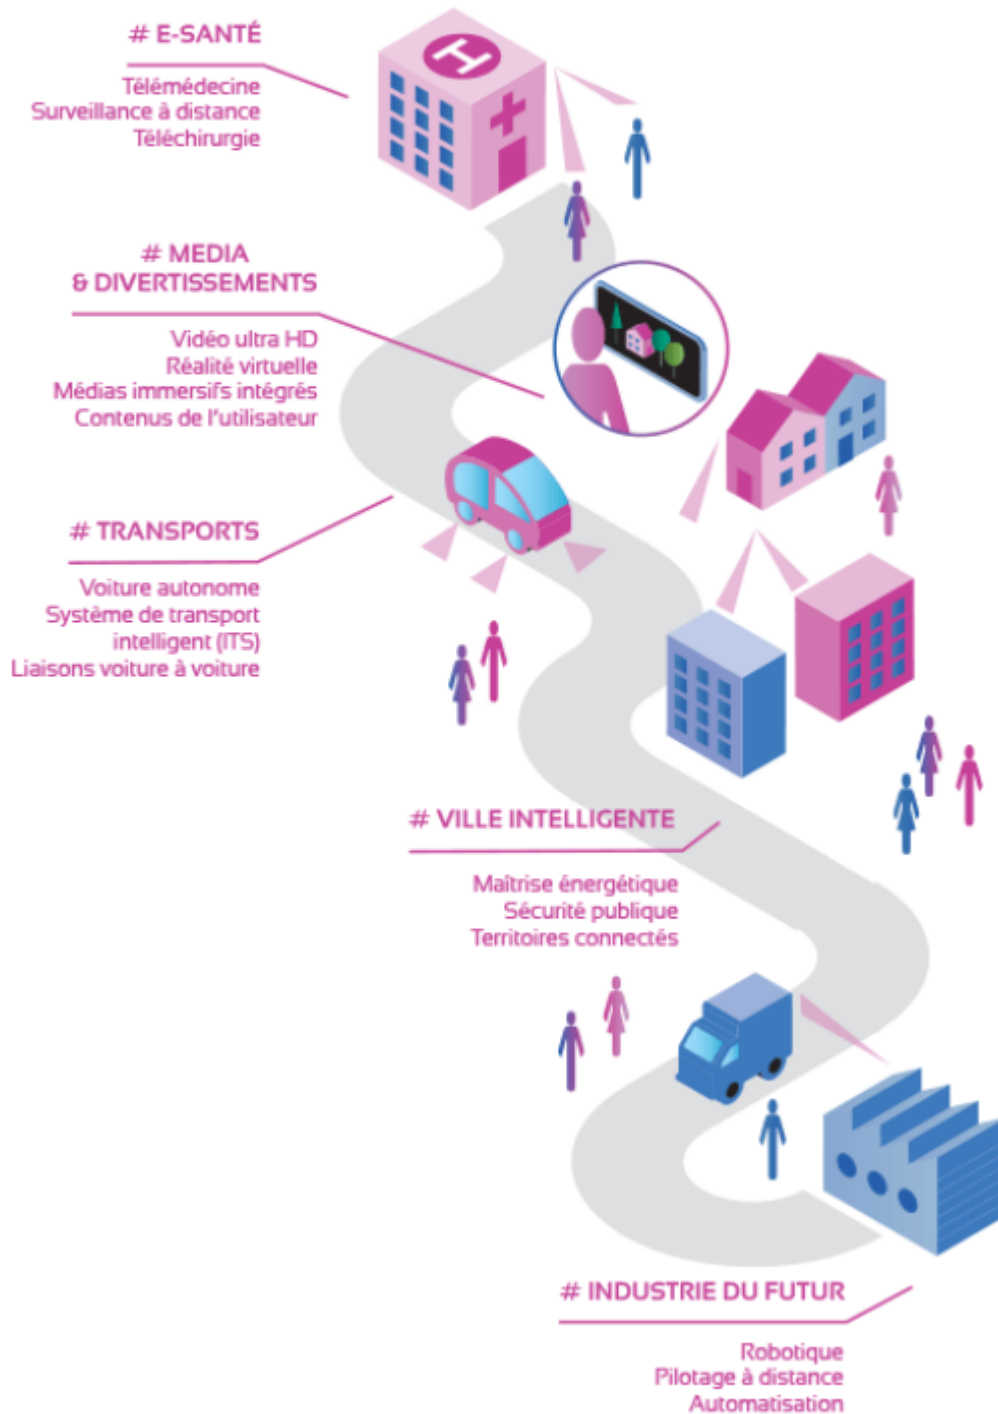 # E-SANTÉ
Télémédecine
Surveillance à distance
Téléchirurgie
# MEDIA
& DIVERTISSEMENTS
Vidéo ultra HD
Réalité virtuelle
Médias immersifs intégrés
Contenus de l'utilisateur
# TRANSPORTS
Voiture autonome
Système de transport
intelligent (ITS)
Liaisons voiture à voiture
# VILLE INTELLIGENTE
Maîtrise énergétique
Sécurité publique
Territoires connectés
# INDUSTRIE DU FUTUR
Robotique
Pilotage à distance
Automatisation
H